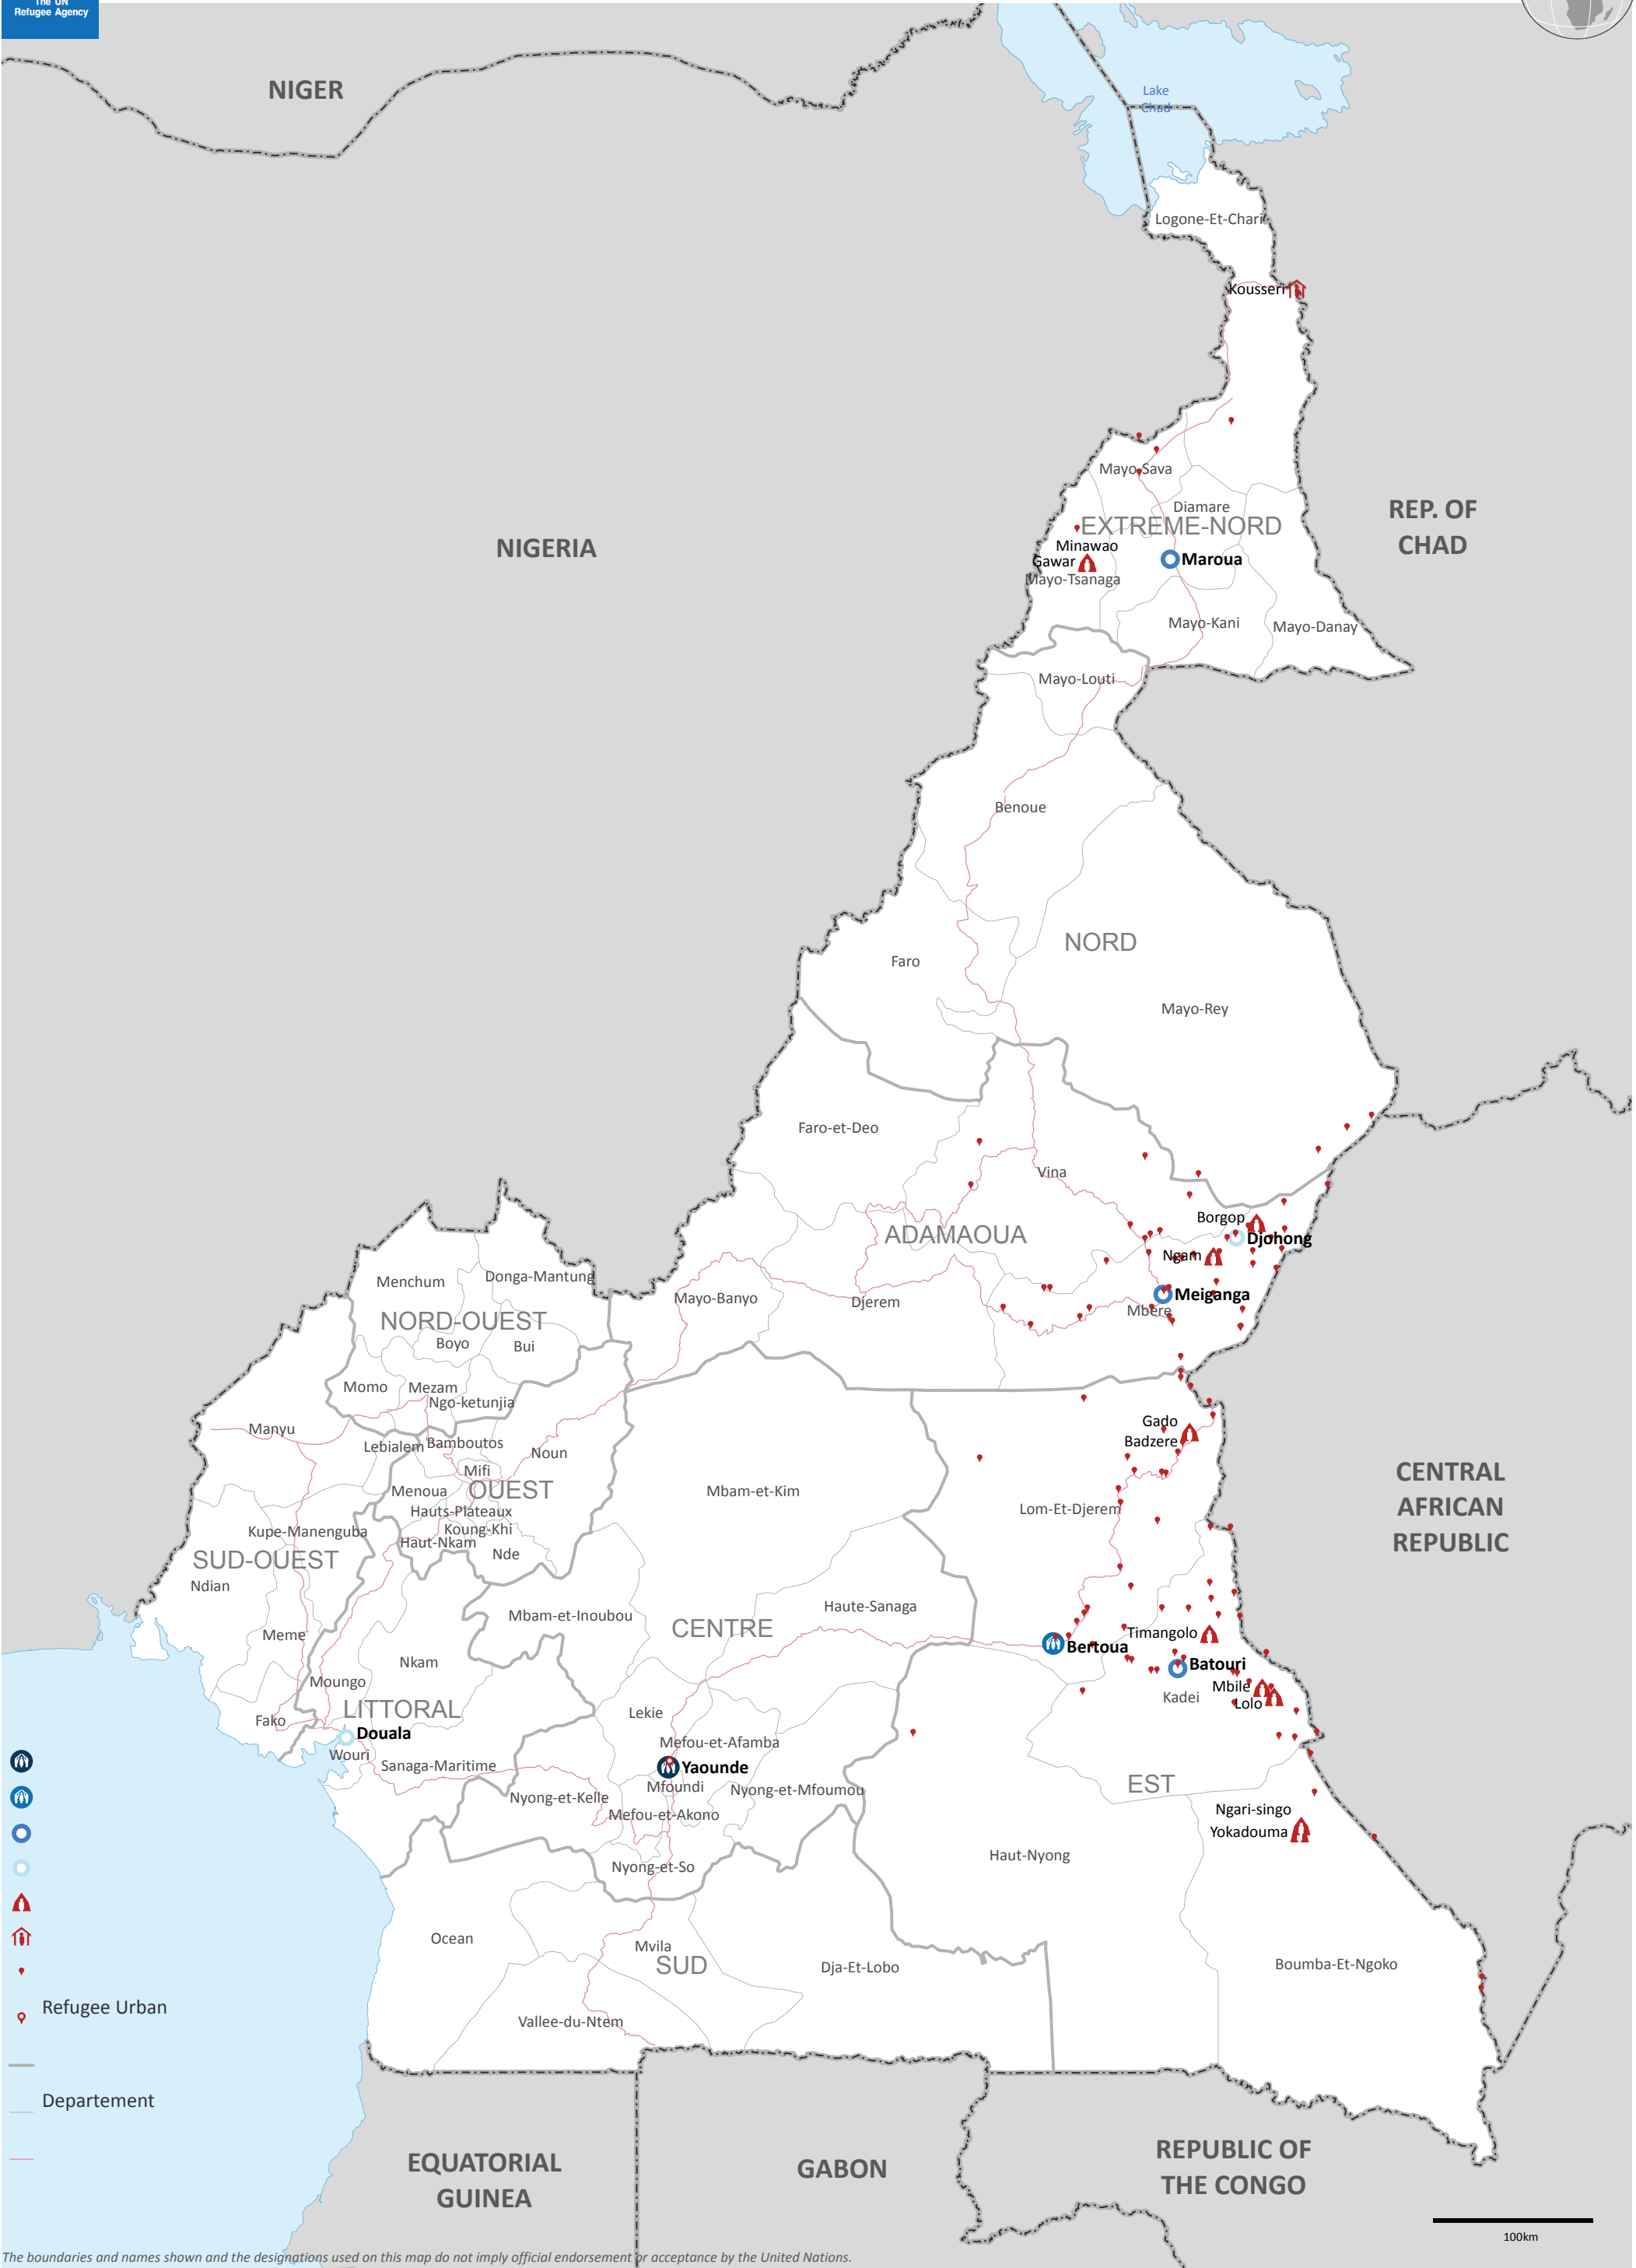 The UN
Refugee Agency
NIGER
Lake
Chad
Logone-Et-Chari
Kousseri
Mayo-Sava
Diamare
EXTREME-NORD
REP. OF
CHAD
NIGERIA
Minawao
Gawar
Maroua
Mayo-Tsanaga
Mayo-Kani
Mayo-Danay
Mayo-Louti
Benoue
NORD
Faro
Mayo-Rey
Faro-et-Deo
Vina
Borgop
Djohong
ADAMAOUA
Ngam
Menchum
Donga-Mantung
Mayo-Banyo
Djerem
Meiganga
Mbere
NORD-OUEST
Boyo
Bui
Momo
Mezam
Ngo-ketunjia
Manyu
Lebialem
Bamboutos
Noun
Gado
Badzere
Mifi
Menoua
OUEST
Mbam-et-Kim
Hauts-Plateaux
Lom-Et-Djerem
CENTRAL
AFRICAN
REPUBLIC
Kupe-Manenguba
Koung-Khi
Haut-Nkam
Nde
SUD-OUEST
Ndian
Mbam-et-Inoubou
Haute-Sanaga
CENTRE
Meme
Timangolo
Bertoua
Nkam
Batouri
Moungo
Mbile
Kadei
Lolo
LITTORAL
Lekie
Fako
Douala
Wouri
Mefou-et-Afamba
Sanaga-Maritime
Yaounde
Mfoundi
Nyong-et-Mfoumou
EST
Nyong-et-Kelle
Mefou-et-Akono
Ngari-singo
Yokadouma
Haut-Nyong
Nyong-et-So
Ocean
Mvila
SUD
Dja-Et-Lobo
Boumba-Et-Ngoko
Refugee Urban
Vallee-du-Ntem
Departement
EQUATORIAL
GUINEA
GABON
REPUBLIC OF
THE CONGO
100km
The boundaries and names shown and the designations used on this map do not imply official endorsement or acceptance by the United Nations.